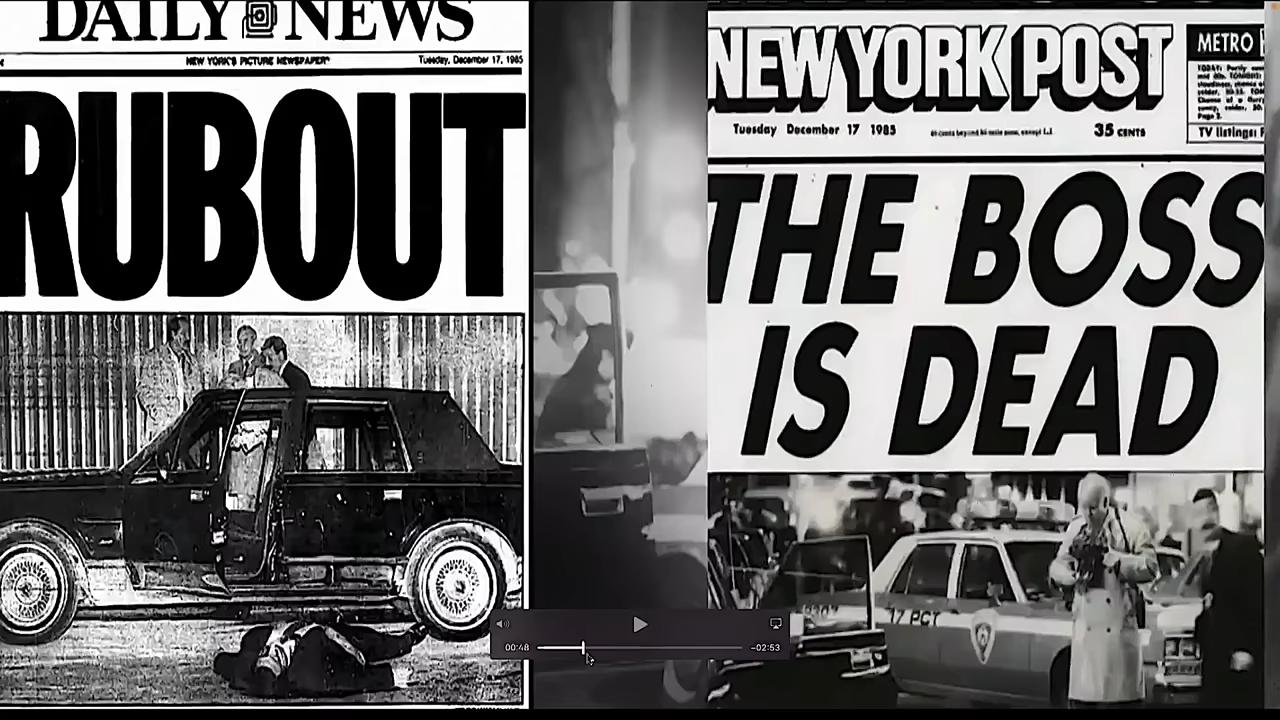 DAILY NEWS
NEW YORK'S PICTURE NEWSPAPER
Tuesday, December 17, 1985
RUBOUT
NEW YORK POST
METRO
Tuesday December 17 1985
35 CENTS
TV listings:
THE BOSS
IS DEAD
17 PCT
00:48
−02:53